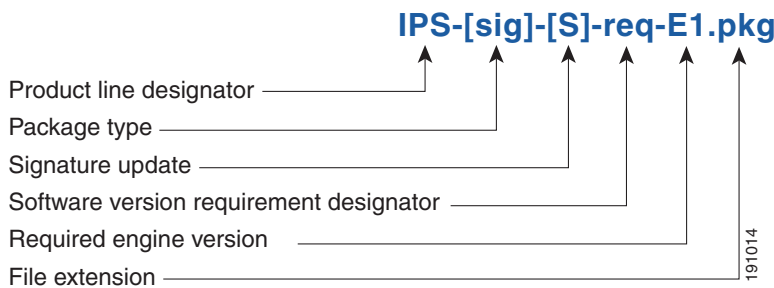 IPS-[sig]-[S]-req-E1.pkg
Product line designator
Package type
Signature update
Software version requirement designator
Required engine version
File extension
191014